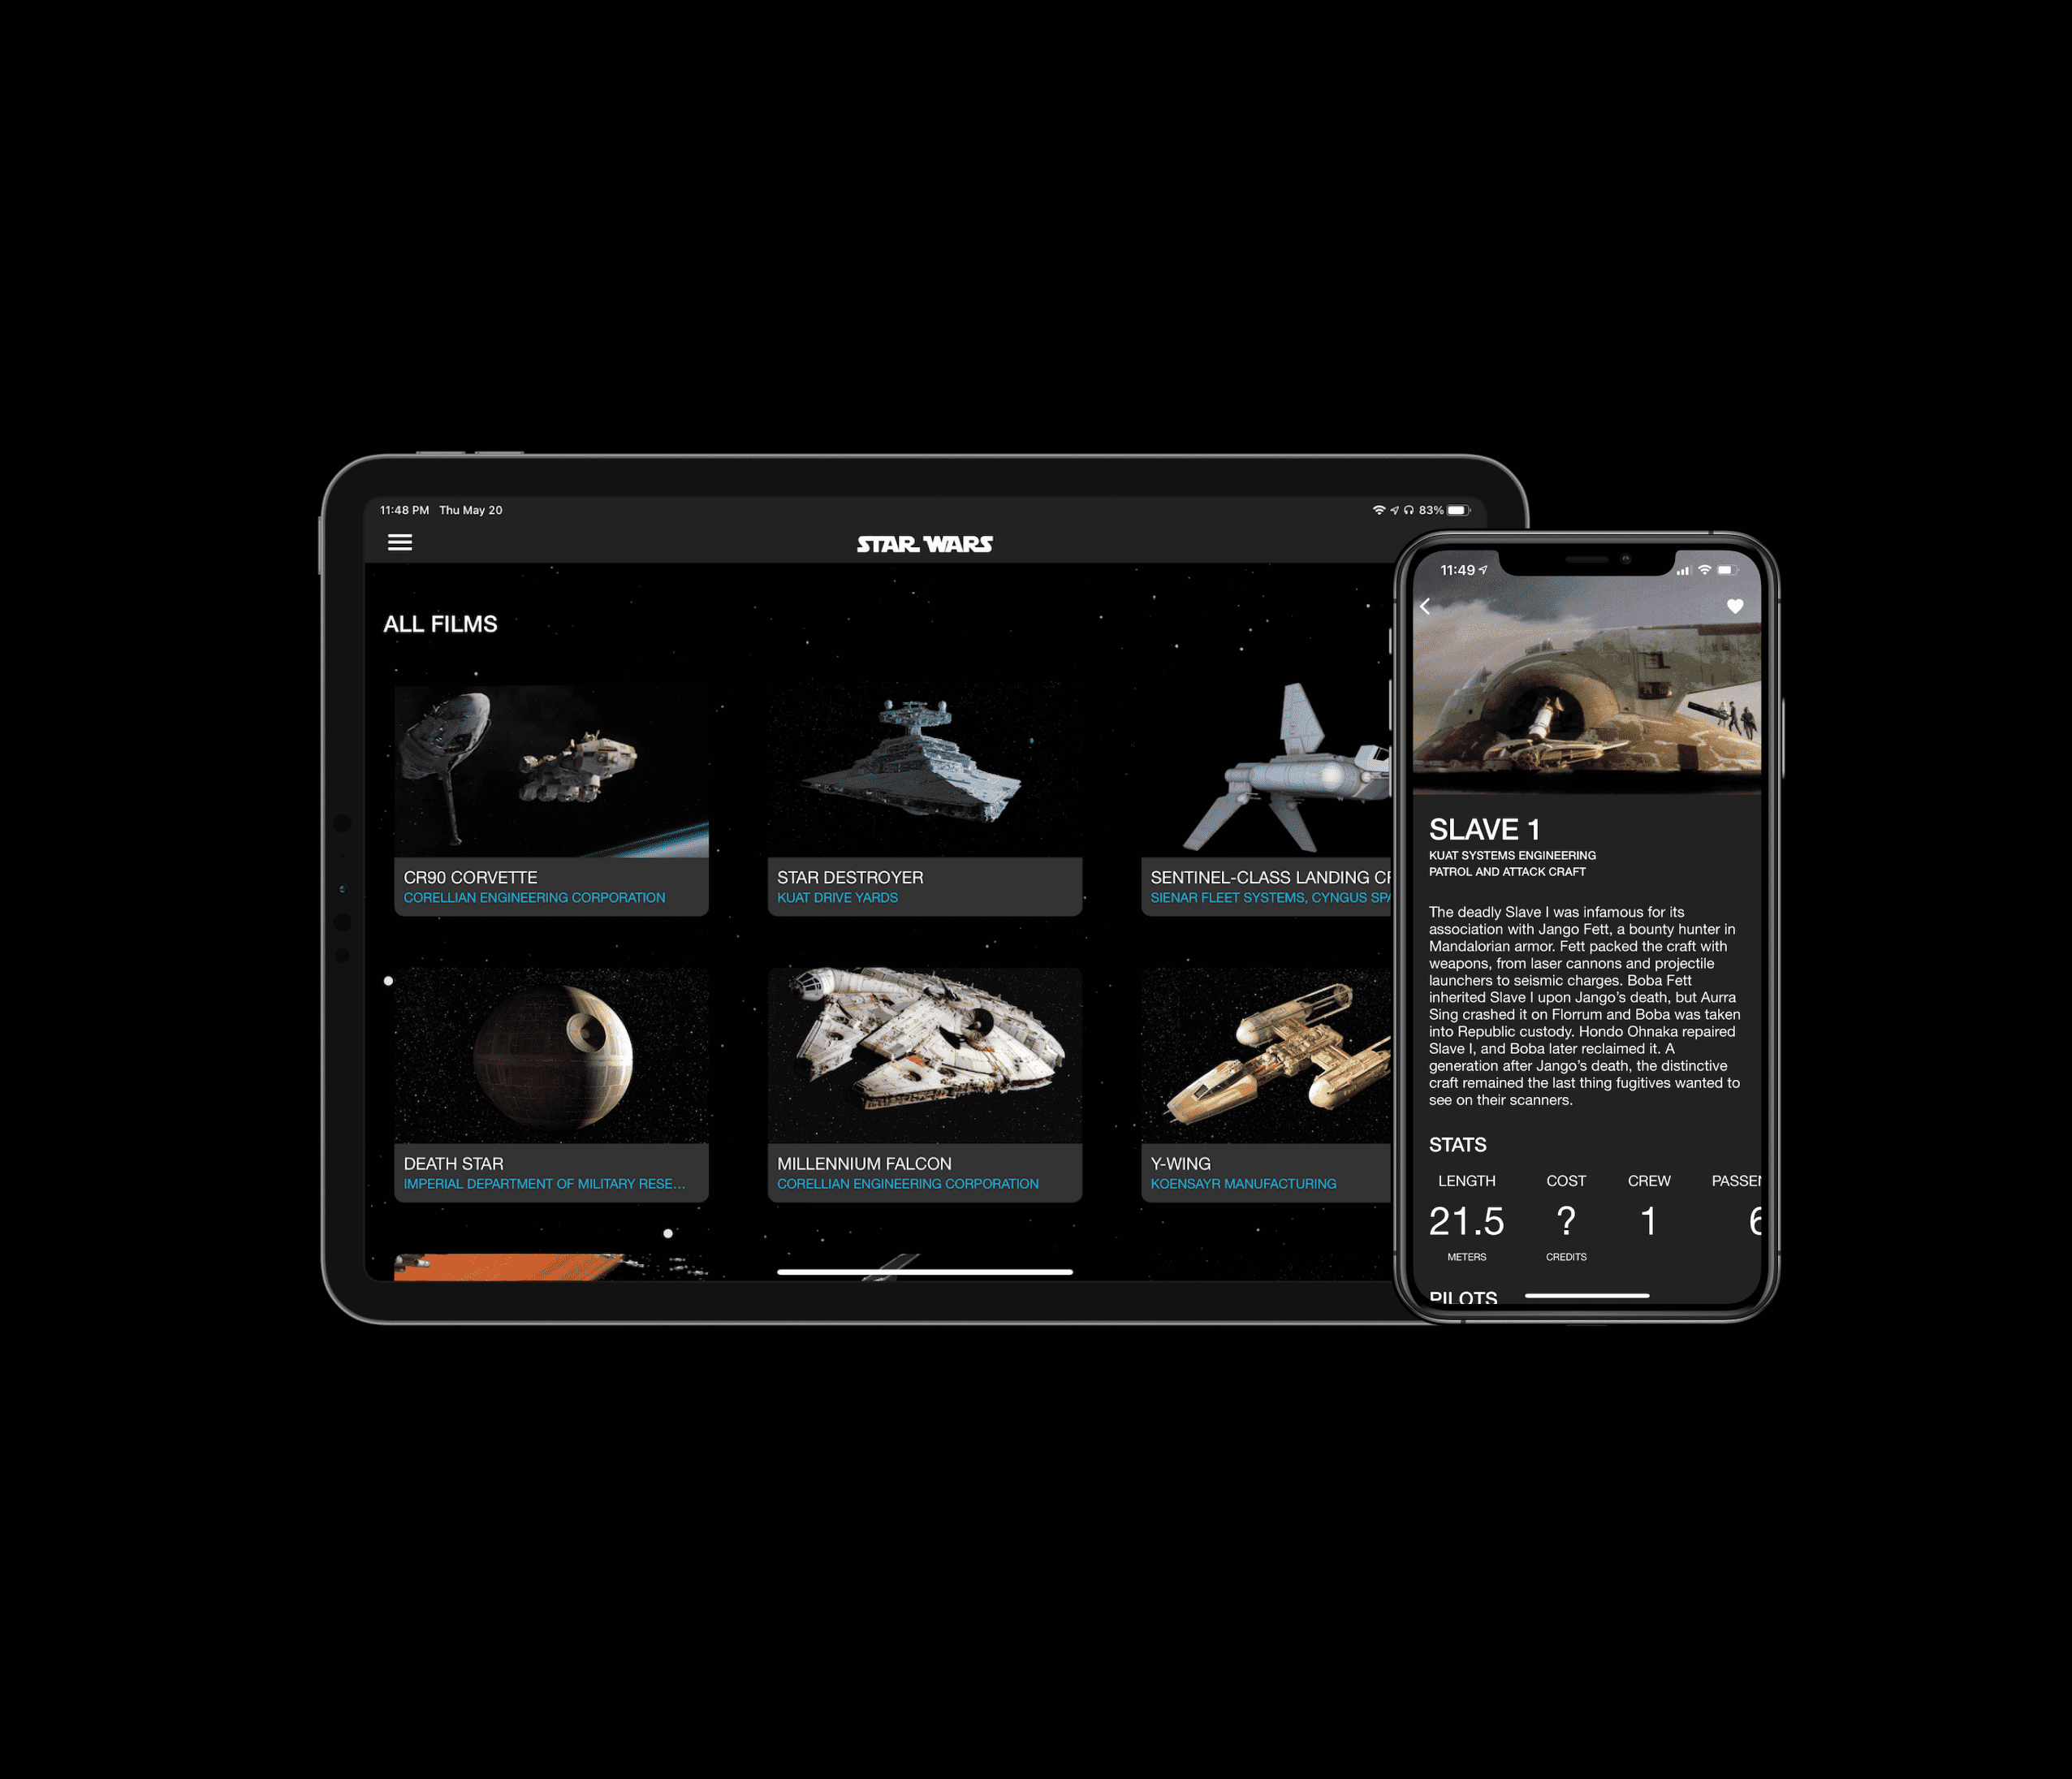 11:48 PM Thu May 20
83%
STAR WARS
ALL FILMS
CR90 CORVETTE
CORELLIAN ENGINEERING CORPORATION
STAR DESTROYER
KUAT DRIVE YARDS
SENTINEL-CLASS LANDING
SIENAR FLEET SYSTEMS, CYNGUS
DEATH STAR
IMPERIAL DEPARTMENT OF MILITARY RESE...
MILLENNIUM FALCON
CORELLIAN ENGINEERING CORPORATION
Y-WING
KOENSAYR MANUFACTURING
11:49
SLAVE 1
KUAT SYSTEMS ENGINEERING
PATROL AND ATTACK CRAFT
The deadly Slave I was infamous for its
association with Jango Fett, a bounty hunter in
Mandalorian armor. Fett packed the craft with
weapons, from laser cannons and projectile
launchers to seismic charges. Boba Fett
inherited Slave I upon Jango’s death, but Aurra
Sing crashed it on Florrum and Boba was taken
into Republic custody. Hondo Ohnaka repaired
Slave I, and Boba later reclaimed it. A
generation after Jango’s death, the distinctive
craft remained the last thing fugitives wanted to
see on their scanners.
STATS
LENGTH COST CREW
21.5 ? 1
METERS CREDITS
PILOTS